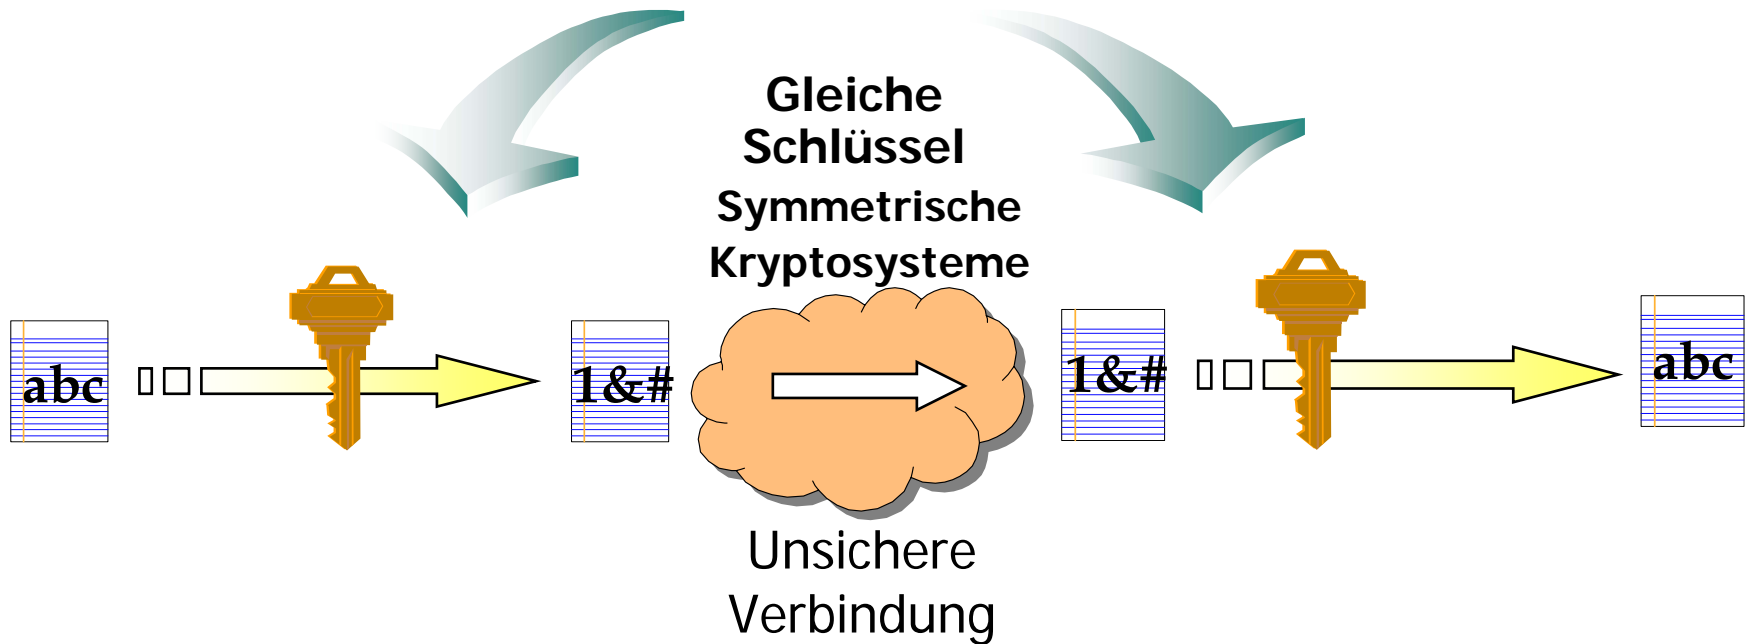 Gleiche
Schlüssel
Symmetrische
Kryptosysteme
abc
1&#
1&#
abc
Unsichere
Verbindung